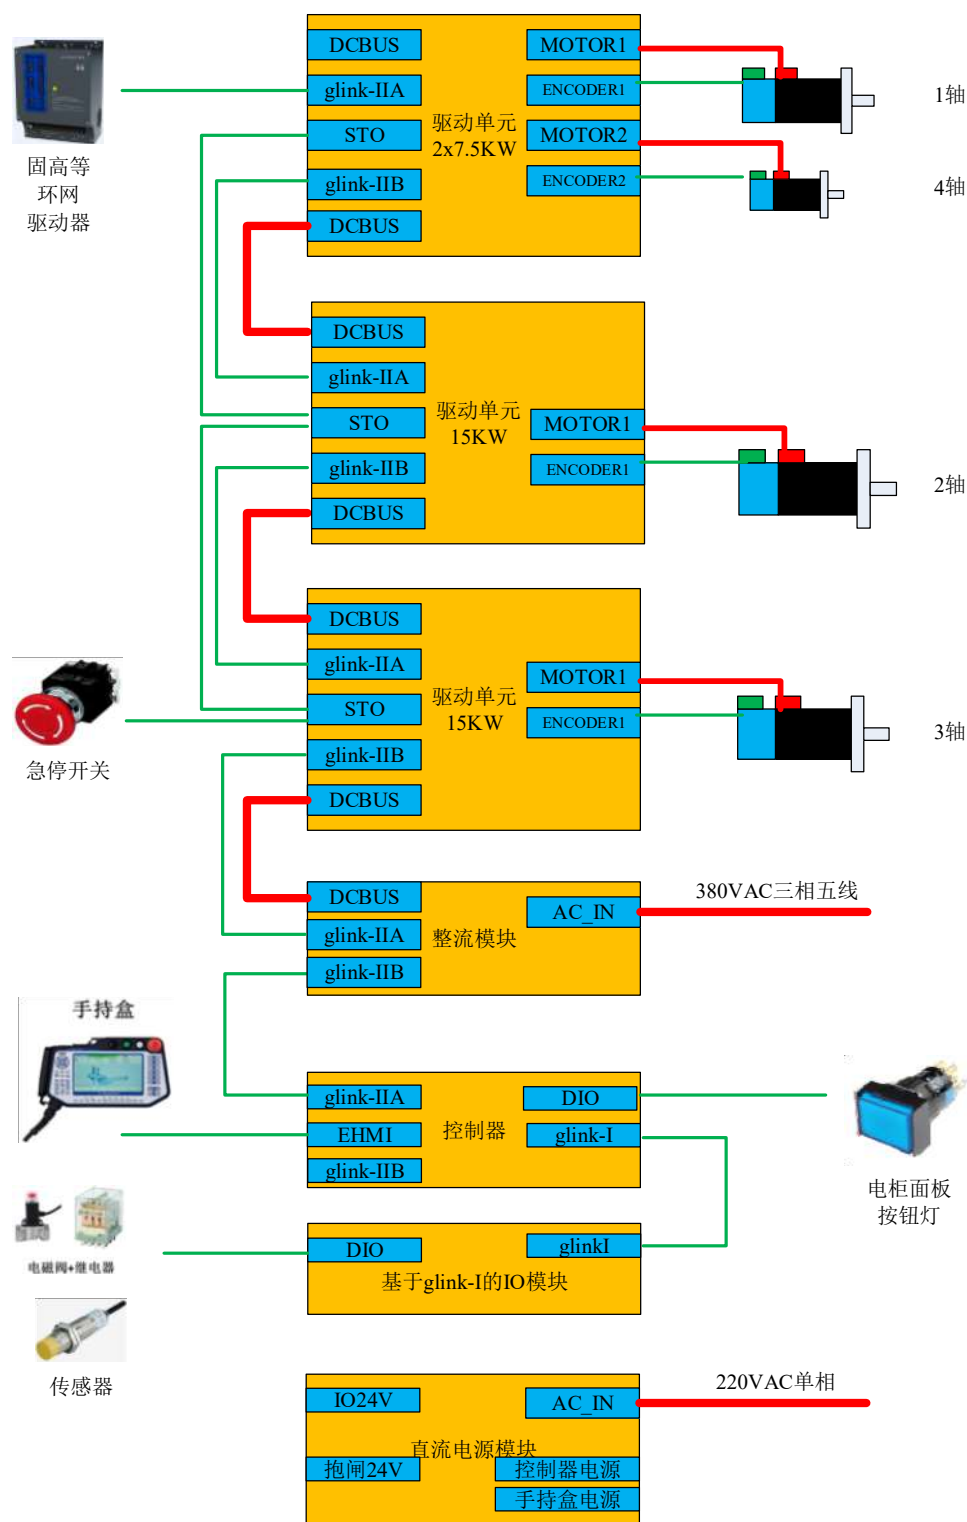 DCBUS
MOTOR1
glink-IIA
ENCODER1
1轴
STO
驱动单元
2x7.5KW
MOTOR2
固高等
环网
驱动器
glink-IIB
ENCODER2
4轴
DCBUS
DCBUS
glink-IIA
STO
驱动单元
15KW
MOTOR1
glink-IIB
ENCODER1
2轴
DCBUS
DCBUS
glink-IIA
MOTOR1
STO
驱动单元
15KW
ENCODER1
3轴
急停开关
glink-IIB
DCBUS
DCBUS
380VAC三相五线
AC_IN
glink-IIA
整流模块
glink-IIB
手持盒
glink-IIA
DIO
EHMI
控制器
glink-I
glink-IIB
电柜面板
按钮灯
DIO
glinkI
电磁阀+继电器
基于glink-I的IO模块
传感器
220VAC单相
IO24V
AC_IN
直流电源模块
抱闸24V
控制器电源
手持盒电源